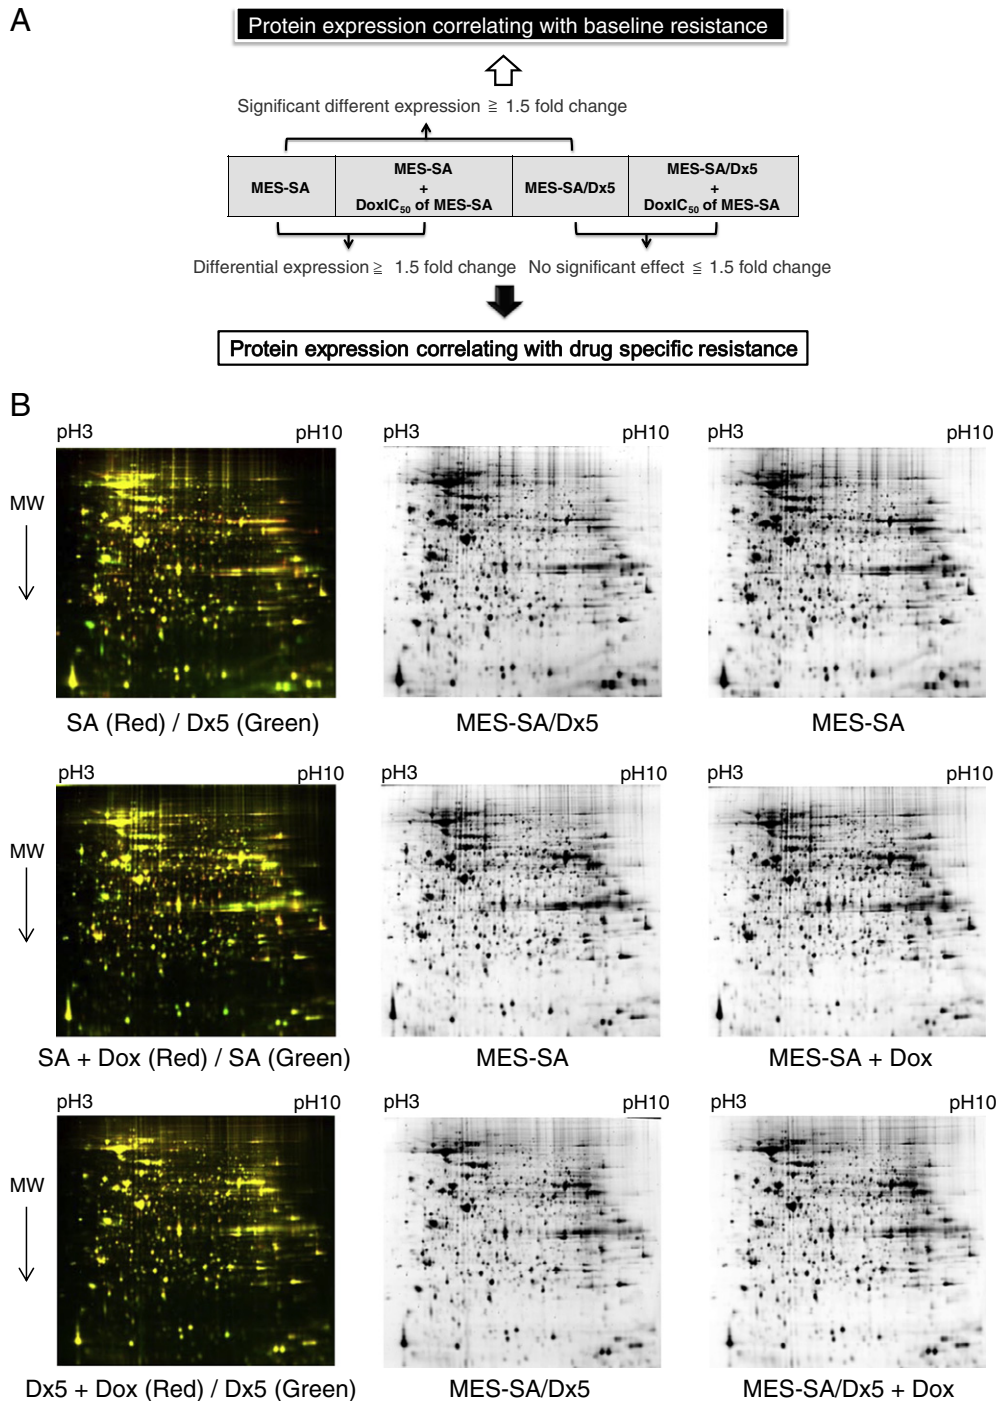 A
Protein expression correlating with baseline resistance
Significant different expression ≧ 1.5 fold change
MES-SA
MES-SA
+
DoxIC50 of MES-SA
MES-SA/Dx5
MES-SA/Dx5
+
DoxIC50 of MES-SA
Differential expression ≧ 1.5 fold change
No significant effect ≦ 1.5 fold change
Protein expression correlating with drug specific resistance
B
pH3
pH10
pH3
pH10
pH3
pH10
MW
SA (Red) / Dx5 (Green)
MES-SA/Dx5
MES-SA
pH3
pH10
pH3
pH10
pH3
pH10
MW
SA + Dox (Red) / SA (Green)
MES-SA
MES-SA + Dox
pH3
pH10
pH3
pH10
pH3
pH10
MW
Dx5 + Dox (Red) / Dx5 (Green)
MES-SA/Dx5
MES-SA/Dx5 + Dox